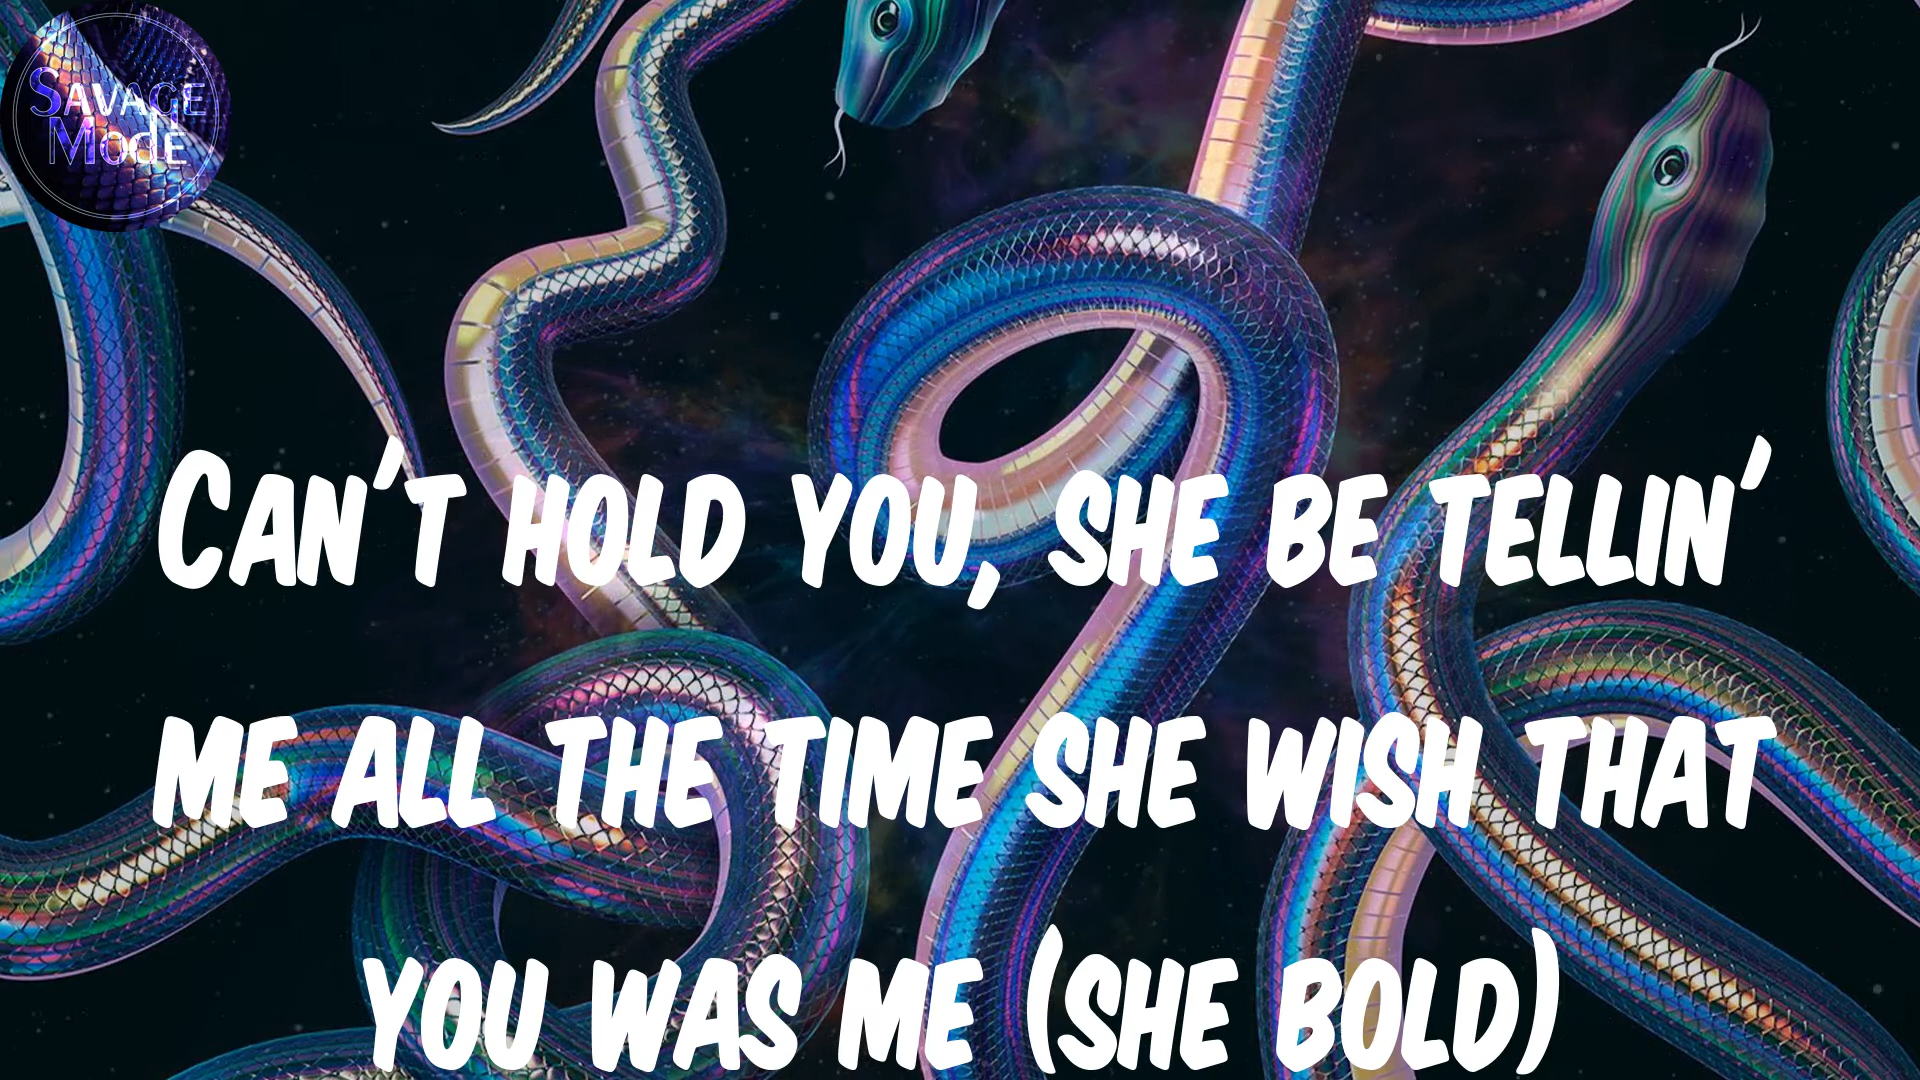 Savage
Mode
Can't hold you, she be tellin'
me all the time she wish that
you was me (she bold)